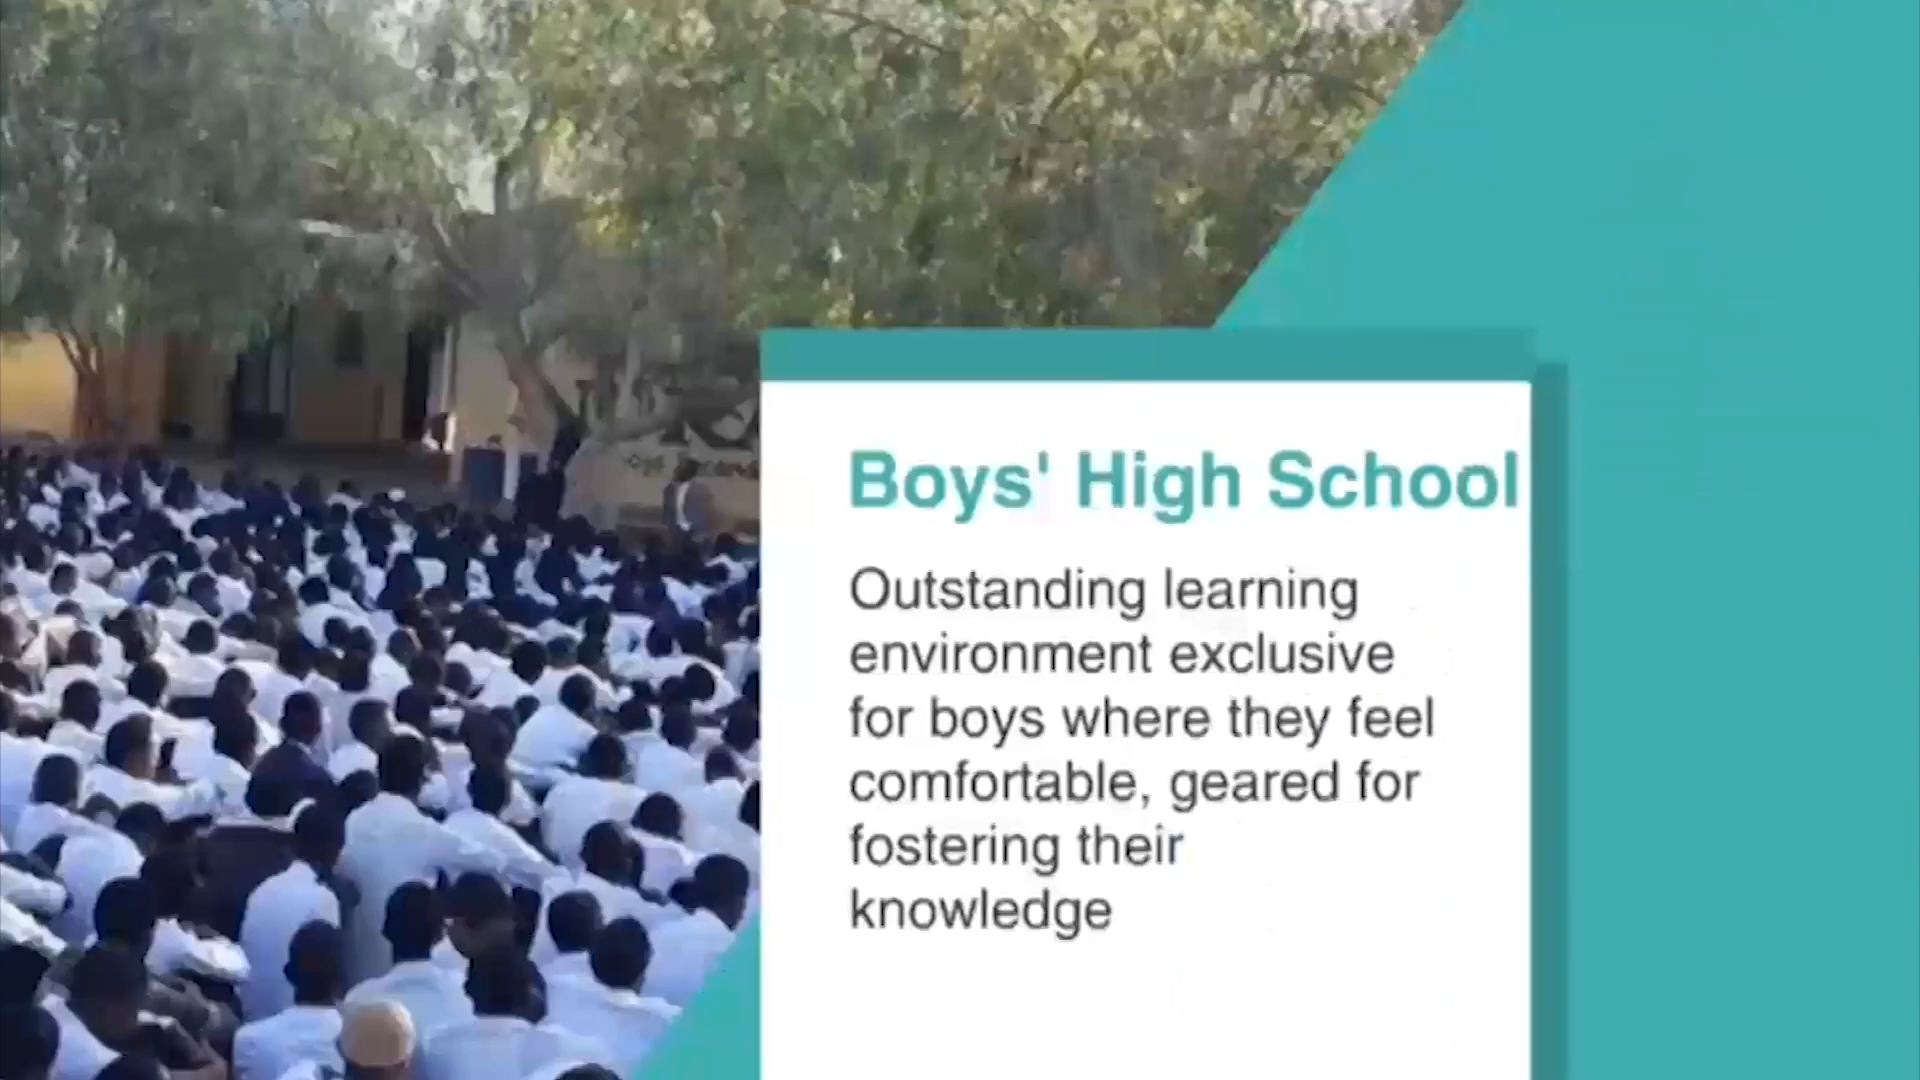 Boys' High School
Outstanding learning
environment exclusive
for boys where they feel
comfortable, geared for
fostering their
knowledge